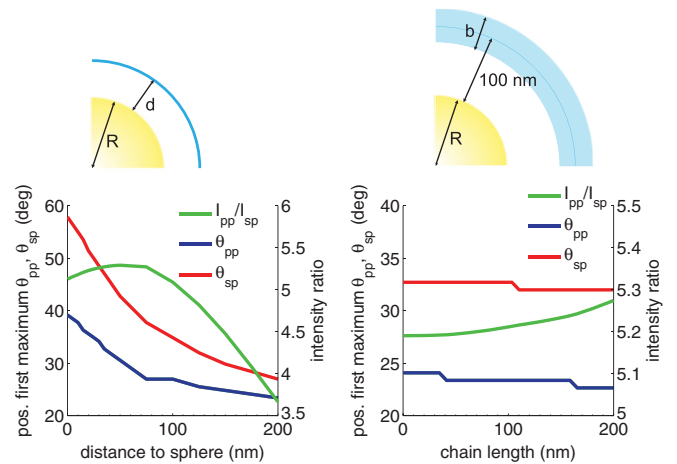 d
R
b
100 nm
R
pos. first maximum θpp, θsp (deg)
60
50
40
30
20
Ipp/Isp
θpp
θsp
6
5.5
5
4.5
4
3.5
intensity ratio
0
100
200
distance to sphere (nm)
pos. first maximum θpp, θsp (deg)
40
35
30
25
20
Ipp/Isp
θpp
θsp
5.5
5.4
5.3
5.2
5.1
5
intensity ratio
0
100
200
chain length (nm)